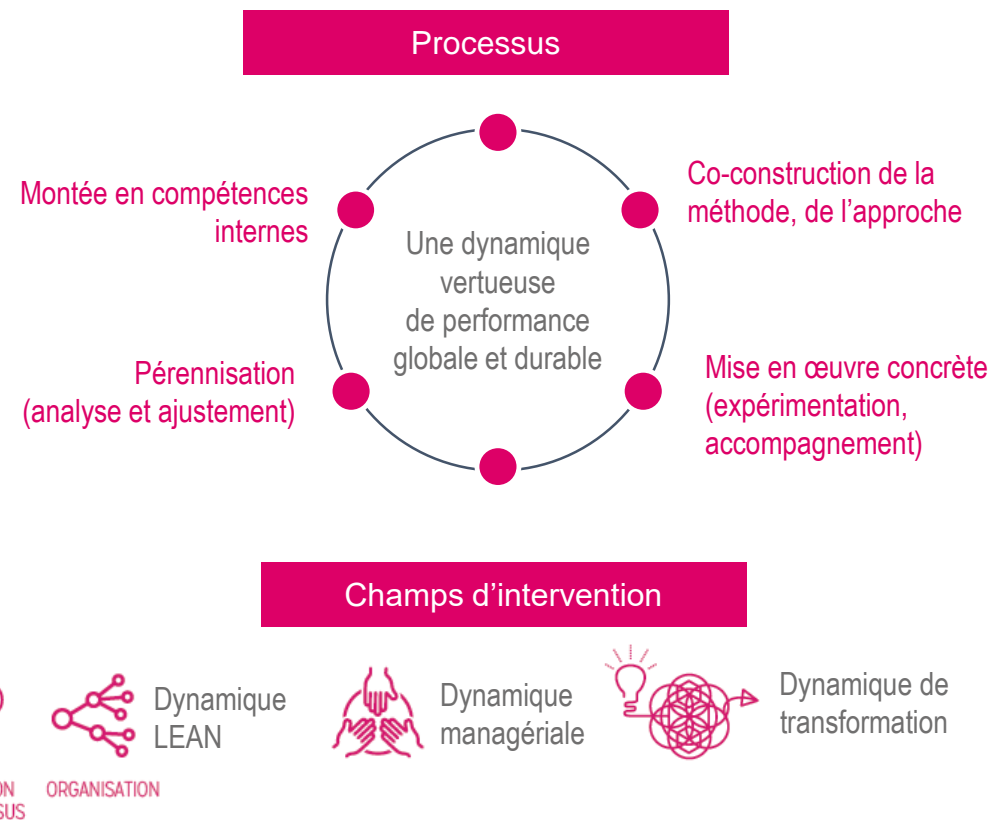 Processus
Montée en compétences
internes
Co-construction de la
méthode, de l’approche
Une dynamique
vertueuse
de performance
globale et durable
Pérennisation
(analyse et ajustement)
Mise en œuvre concrète
(expérimentation,
accompagnement)
Champs d’intervention
Dynamique
LEAN
Dynamique
managériale
Dynamique de
transformation
ORGANISATION